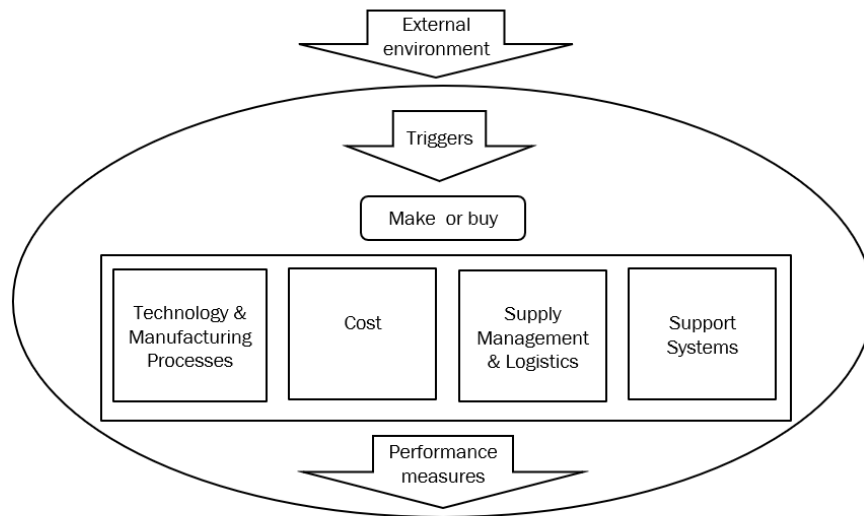 External
environment
Triggers
Make or buy
Technology &
Manufacturing
Processes
Cost
Supply
Management
& Logistics
Support
Systems
Performance
measures